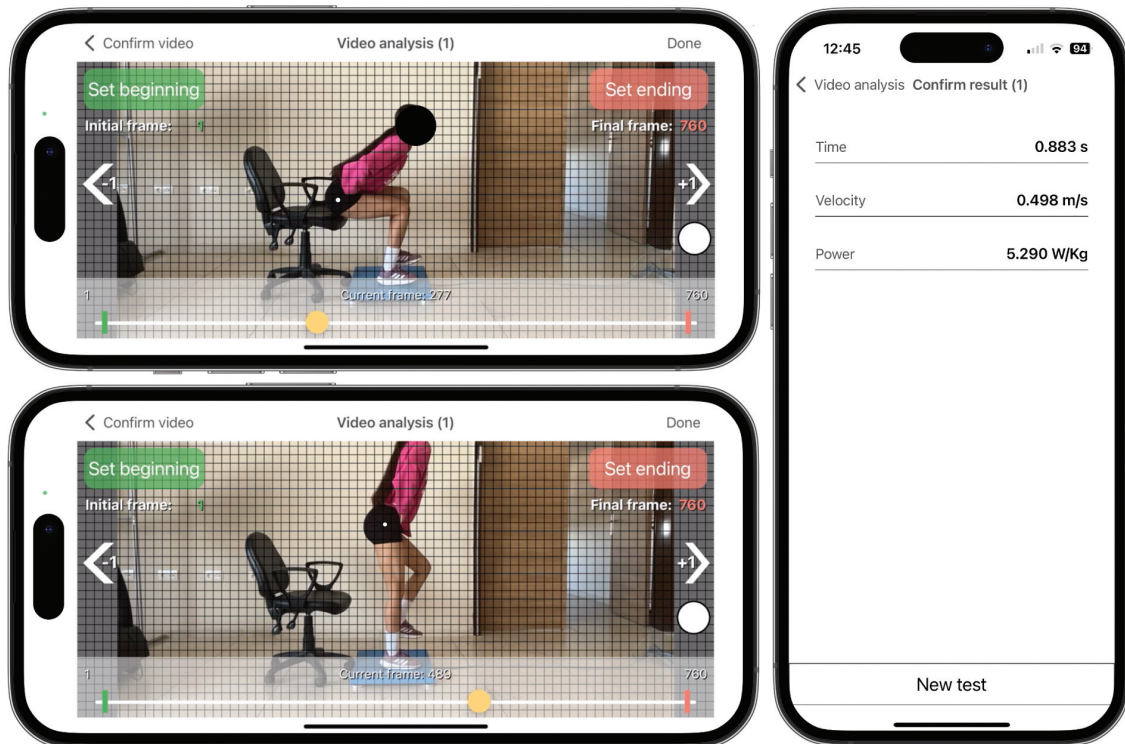 Confirm video Video analysis (1) Done
Set beginning Set ending
Initial frame: 1 Final frame: 760
-1 +1
1 Current frame: 277 760
Confirm video Video analysis (1) Done
Set beginning Set ending
Initial frame: 1 Final frame: 760
-1 +1
1 Current frame: 489 760
12:45 94
Video analysis Confirm result (1)
Time 0.883 s
Velocity 0.498 m/s
Power 5.290 W/Kg
New test